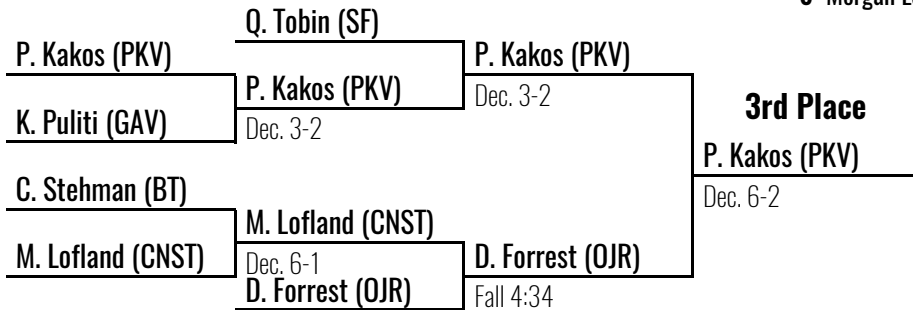 Q. Tobin (SF)
P. Kakos (PKV)
P. Kakos (PKV)
P. Kakos (PKV)
Dec. 3-2
K. Puliti (GAV)
Dec. 3-2
3rd Place
P. Kakos (PKV)
C. Stehman (BT)
Dec. 6-2
M. Lofland (CNST)
M. Lofland (CNST)
Dec. 6-1
D. Forrest (OJR)
D. Forrest (OJR)
Fall 4:34